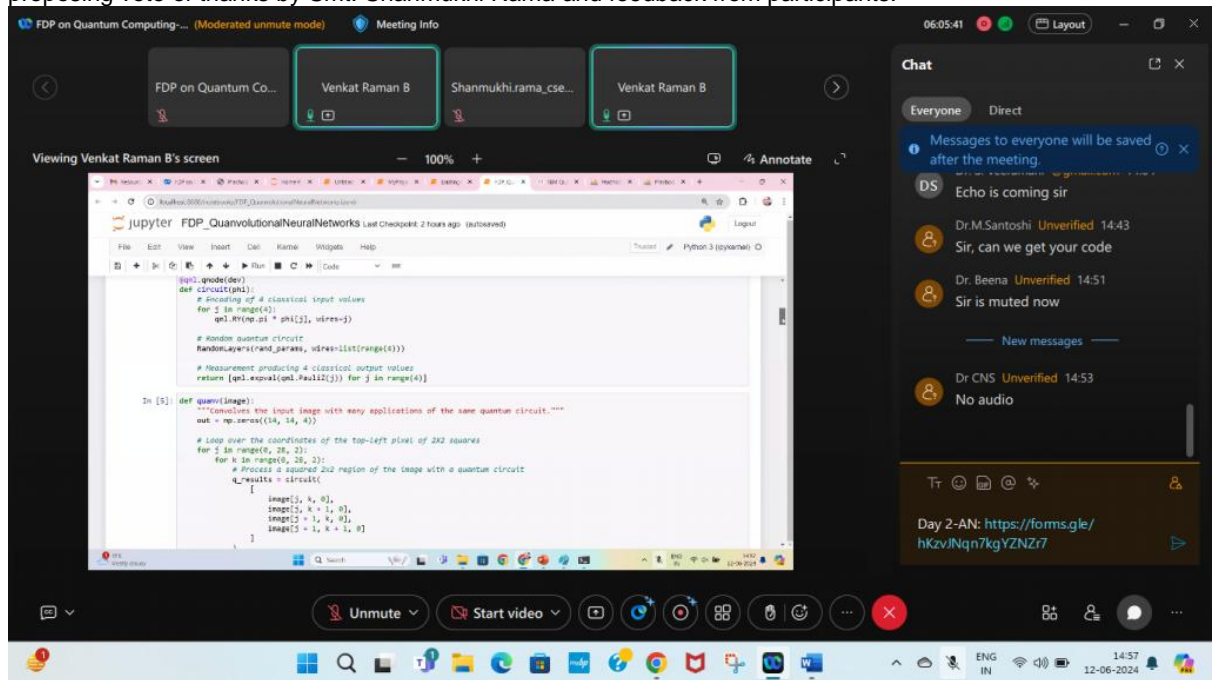 proposing vote of thanks by Smt. Shanmukhi Rama and feedback from participants.
FDP on Quantum Computing-... (Moderated unmute mode) Meeting Info 06:05:41 Layout
FDP on Quantum Co...
Venkat Raman B
Shanmukhi.rama_cse...
Venkat Raman B
Viewing Venkat Raman B's screen 100% Annotate
jupyter FDP_QuanvolutionalNeuralNetworks Last Checkpoint: 2 hours ago (autosaved) Logout
File Edit View Insert Cell Kernel Widgets Help Trusted Python 3 (ipykernel)
Run Code
@qml.qnode(dev)
def circuit(phi):
# Encoding of 4 classical input values
for j in range(4):
qml.RY(np.pi * phi[j], wires=j)
# Random quantum circuit
RandomLayers(rand_params, wires=list(range(4)))
# Measurement producing 4 classical output values
return [qml.expval(qml.PauliZ(j)) for j in range(4)]
In [5]: def quanv(image):
"""Convolves the input image with many applications of the same quantum circuit."""
out = np.zeros((14, 14, 4))
# Loop over the coordinates of the top-left pixel of 2X2 squares
for j in range(0, 28, 2):
for k in range(0, 28, 2):
# Process a squared 2x2 region of the image with a quantum circuit
q_results = circuit(
[
image[j, k, 0],
image[j, k + 1, 0],
image[j + 1, k, 0],
image[j + 1, k + 1, 0]
]
Search
Chat
Everyone Direct
Messages to everyone will be saved
after the meeting.
DS Echo is coming sir
Dr.M.Santoshi Unverified 14:43
Sir, can we get your code
Dr. Beena Unverified 14:51
Sir is muted now
New messages
Dr CNS Unverified 14:53
No audio
Day 2-AN: https://forms.gle/
hKzvJNqn7kgYZNZr7
Unmute Start video
ENG
IN
14:57
12-06-2024